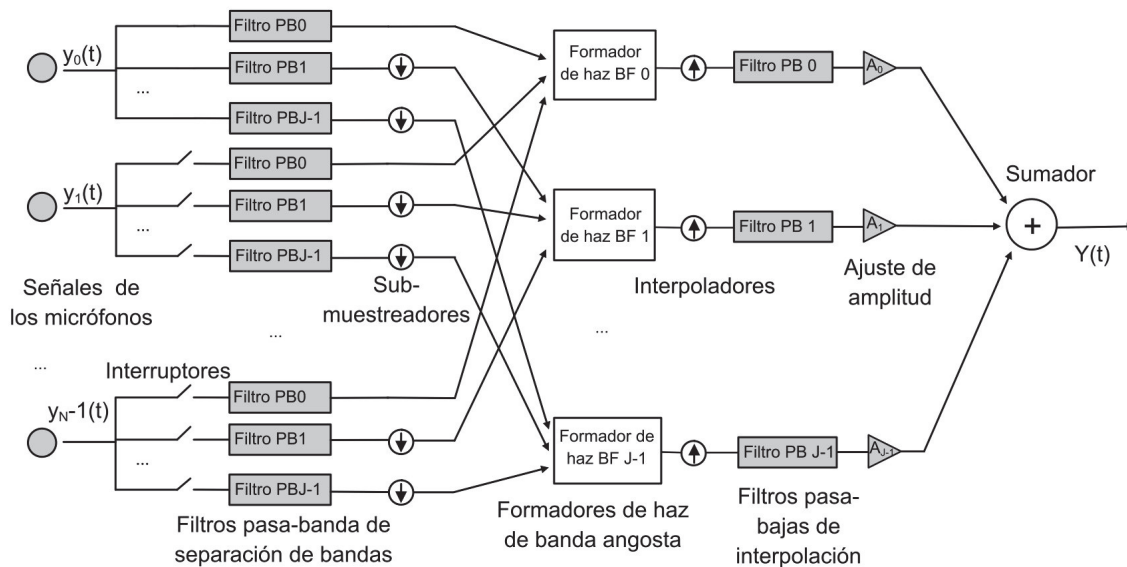 y0(t)
Filtro PB0
Filtro PB1
...
Filtro PBJ-1
y1(t)
Filtro PB0
Filtro PB1
...
Filtro PBJ-1
Señales de
los micrófonos
...
Sub-
muestreadores
...
Interruptores
yN-1(t)
Filtro PB0
Filtro PB1
...
Filtro PBJ-1
Filtros pasa-banda de
separación de bandas
Formador
de haz BF 0
Formador
de haz BF 1
...
Formador de
haz BF J-1
Formadores de haz
de banda angosta
Filtro PB 0
Filtro PB 1
Interpoladores
Filtro PB J-1
Filtros pasa-
bajas de
interpolación
A0
A1
Ajuste de
amplitud
AJ-1
Sumador
+
Y(t)